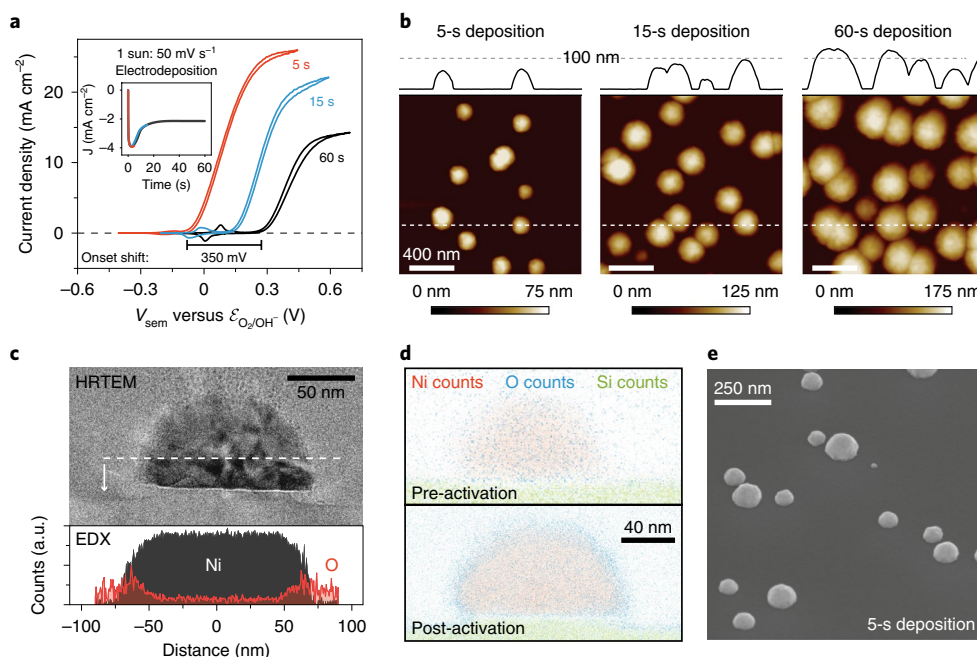 a
1 sun: 50 mV s⁻¹
Electrodeposition
5 s
15 s
60 s
J (mA cm⁻²)
0
−2
−4
0 20 40 60
Time (s)
Current density (mA cm⁻²)
20
10
0
Onset shift:
350 mV
−0.6 −0.3 0 0.3 0.6
V_sem versus ℰ_O₂/OH⁻ (V)
b
5-s deposition 15-s deposition 60-s deposition
100 nm
400 nm
0 nm 75 nm 0 nm 125 nm 0 nm 175 nm
c
HRTEM
50 nm
EDX
Ni
O
Counts (a.u.)
−100 −50 0 50 100
Distance (nm)
d
Ni counts O counts Si counts
Pre-activation
40 nm
Post-activation
e
250 nm
5-s deposition